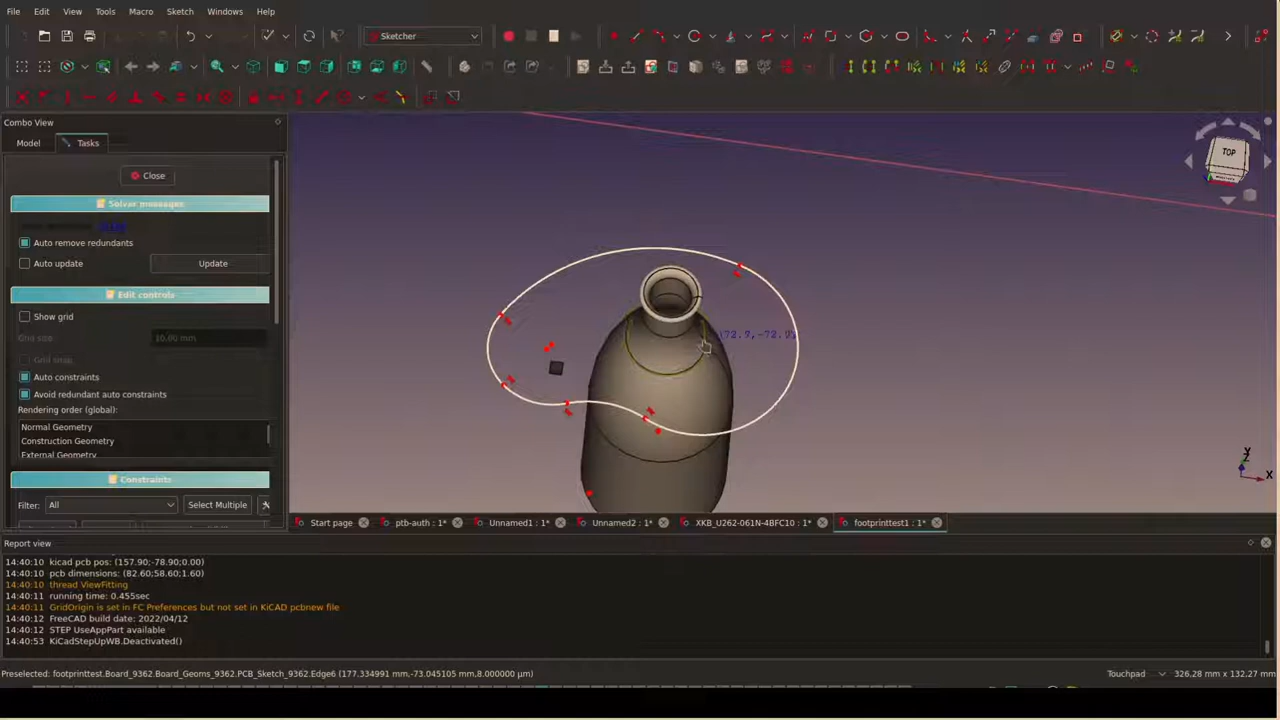 File Edit View Tools Macro Sketch Windows Help
Sketcher
Combo View
Model Tasks
Close
Solver messages
Auto remove redundants
Auto update Update
Edit controls
Show grid
Grid size 10.00 mm
Grid snap
Auto constraints
Avoid redundant auto constraints
Rendering order (global):
Normal Geometry
Construction Geometry
External Geometry
Constraints
Filter: All Select Multiple
TOP
Y
Z
X
Start page ptb-auth : 1* Unnamed1 : 1* Unnamed2 : 1* XKB_U262-061N-4BFC10 : 1* footprinttest1 : 1*
Report view
14:40:10 kicad pcb pos: (157.90;-78.90;0.00)
14:40:10 pcb dimensions: (82.60;58.60;1.60)
14:40:10 thread ViewFitting
14:40:11 running time: 0.455sec
14:40:11 GridOrigin is set in FC Preferences but not set in KiCAD pcbnew file
14:40:12 FreeCAD build date: 2022/04/12
14:40:12 STEP UseAppPart available
14:40:53 KiCadStepUpWB.Deactivated()
Preselected: footprinttest.Board_9362.Board_Geoms_9362.PCB_Sketch_9362.Edge6 (177.334991 mm,-73.045105 mm,8.000000 μm) Touchpad 326.28 mm x 132.27 mm